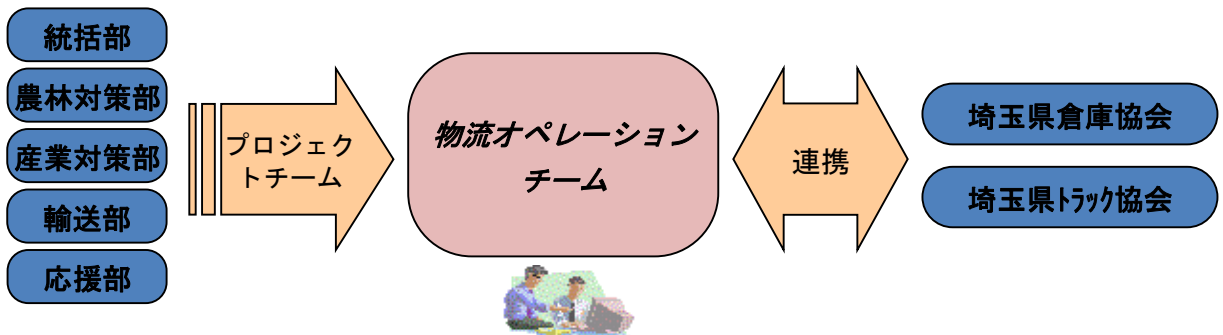 統括部
農林対策部
産業対策部
輸送部
応援部
プロジェク
トチーム
物流オペレーション
チーム
連携
埼玉県倉庫協会
埼玉県ﾄﾗｯｸ協会